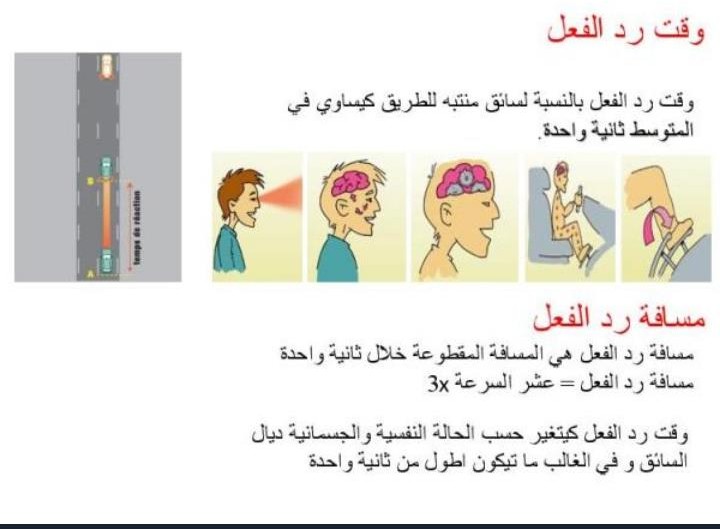 وقت رد الفعل
وقت رد الفعل بالنسبة لسائق منتبه للطريق كيساوي في
المتوسط ثانية واحدة.
B
temps de réaction
A
مسافة رد الفعل
مسافة رد الفعل هي المسافة المقطوعة خلال ثانية واحدة
مسافة رد الفعل = عشر السرعة 3x
وقت رد الفعل كيتغير حسب الحالة النفسية والجسمانية ديال
السائق و في الغالب ما تيكون اطول من ثانية واحدة